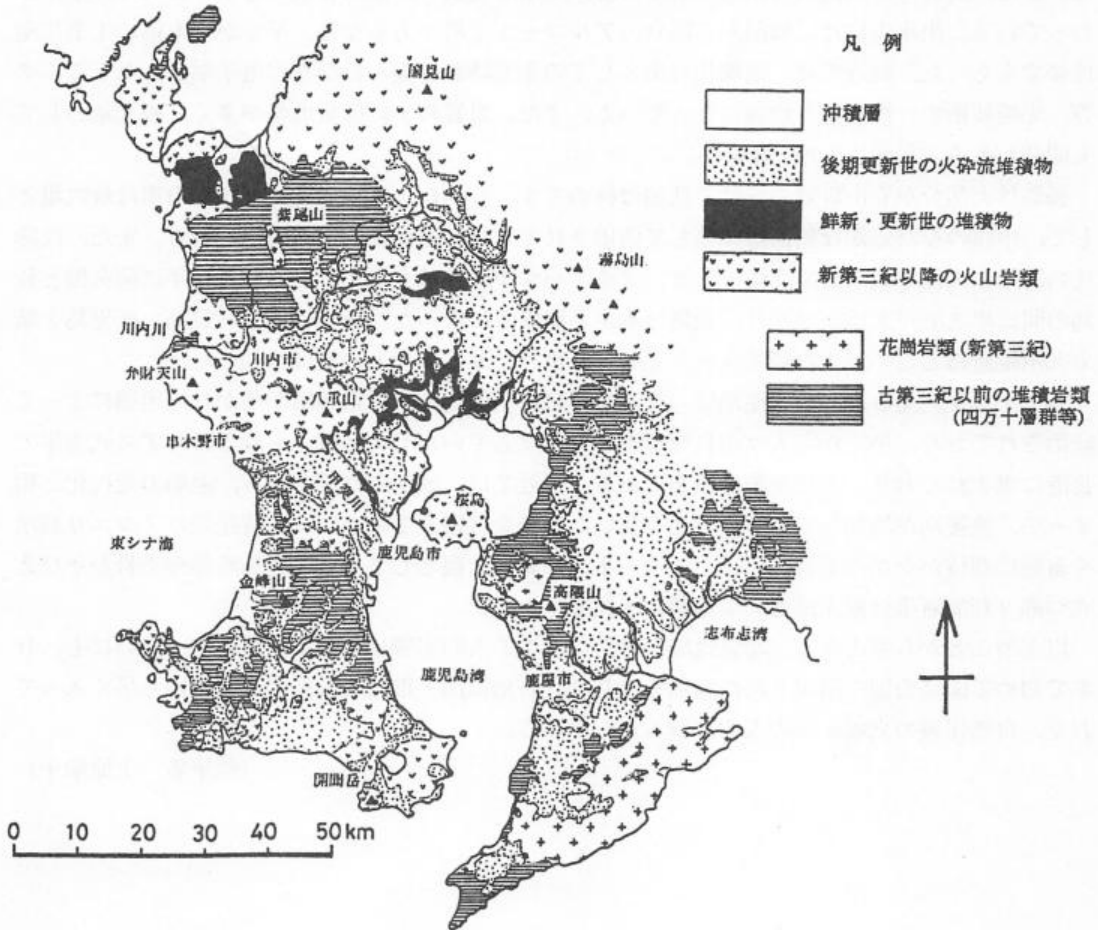 凡例
沖積層
後期更新世の火砕流堆積物
鮮新・更新世の堆積物
新第三紀以降の火山岩類
花崗岩類(新第三紀)
古第三紀以前の堆積岩類
(四万十層群等)
国見山
紫尾山
霧島山
川内川
川内市
弁財天山
八重山
串木野市
桜島
東シナ海
鹿児島市
金峰山
高隈山
志布志湾
鹿児島湾
鹿屋市
開聞岳
0 10 20 30 40 50km